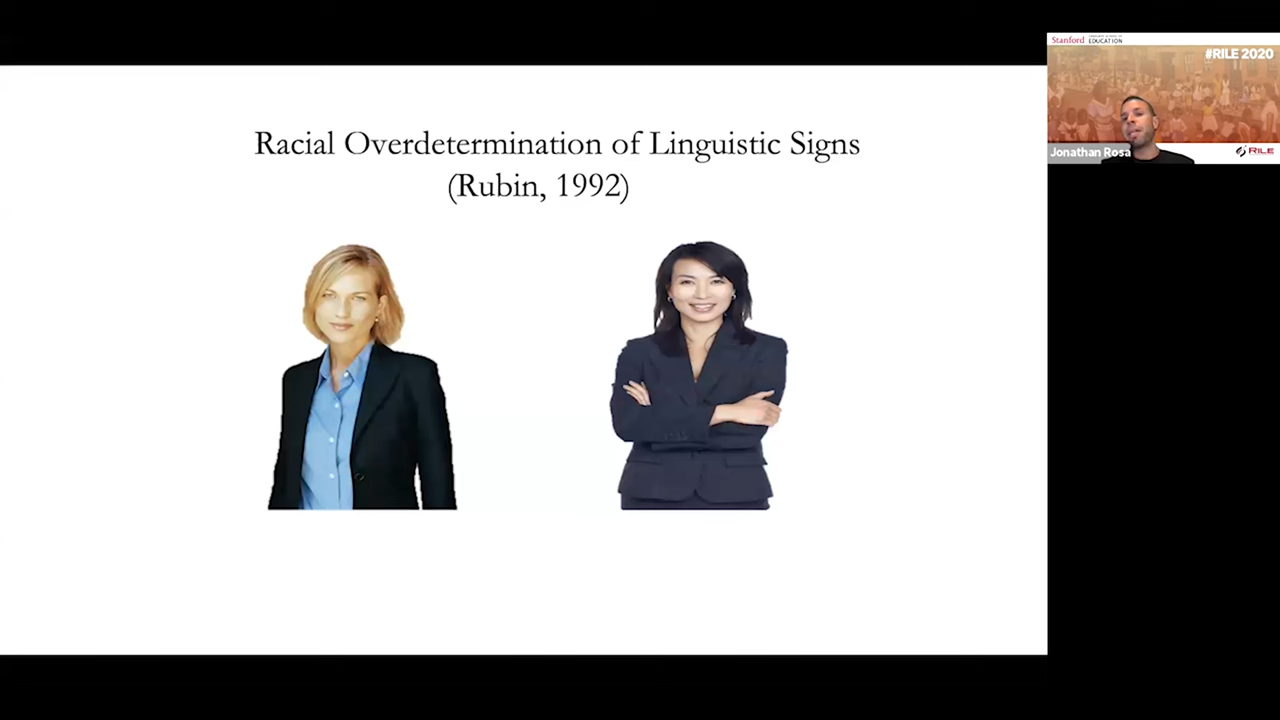 Racial Overdetermination of Linguistic Signs
(Rubin, 1992)
Stanford
EDUCATION
#RILE 2020
Jonathan Rosa
RILE